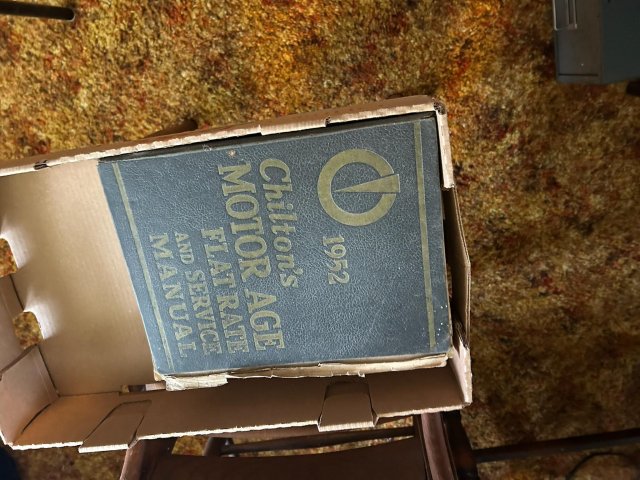 1952
Chilton's
MOTOR AGE
FLAT RATE
AND SERVICE
MANUAL